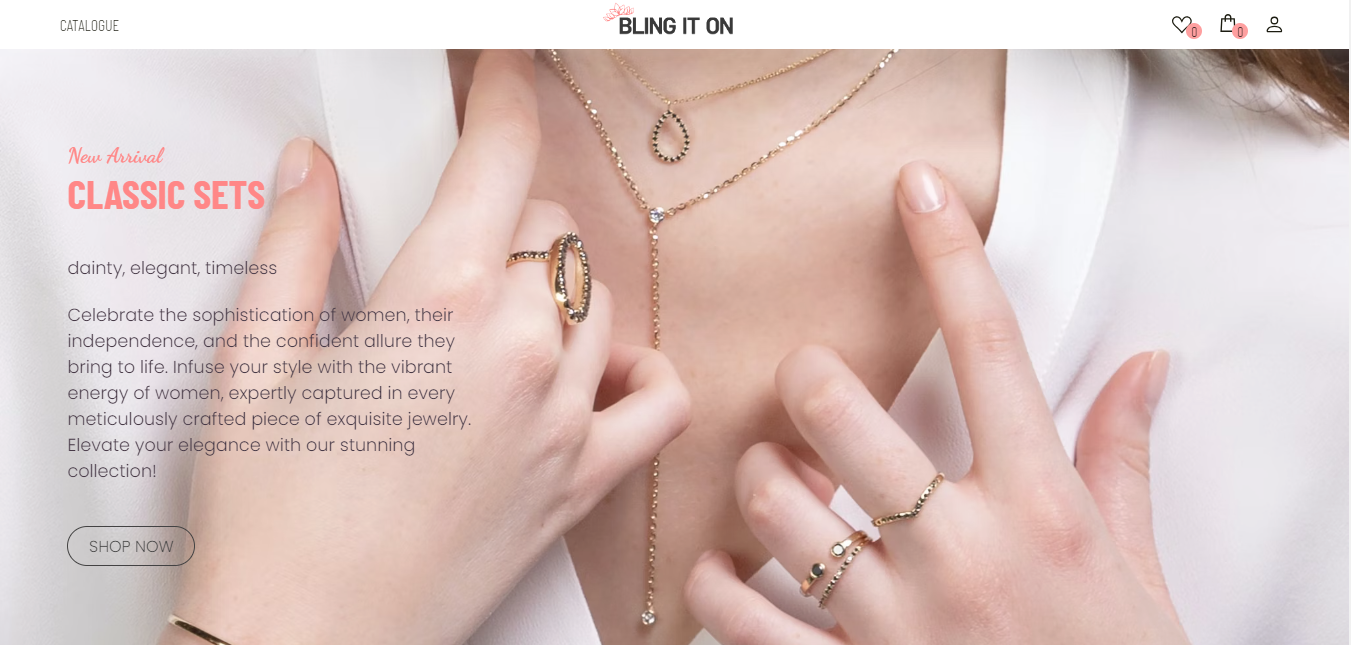 CATALOGUE
BLING IT ON
0
0
New Arrival
CLASSIC SETS
dainty, elegant, timeless
Celebrate the sophistication of women, their
independence, and the confident allure they
bring to life. Infuse your style with the vibrant
energy of women, expertly captured in every
meticulously crafted piece of exquisite jewelry.
Elevate your elegance with our stunning
collection!
SHOP NOW